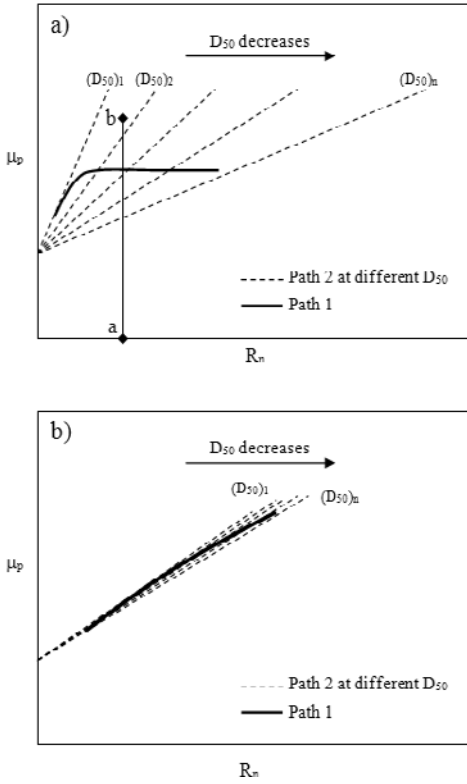 a)
D₅₀ decreases
(D₅₀)₁ (D₅₀)₂ (D₅₀)ₙ
b
μₚ
Path 2 at different D₅₀
Path 1
a
Rₙ
b)
D₅₀ decreases
(D₅₀)₁
(D₅₀)ₙ
μₚ
Path 2 at different D₅₀
Path 1
Rₙ